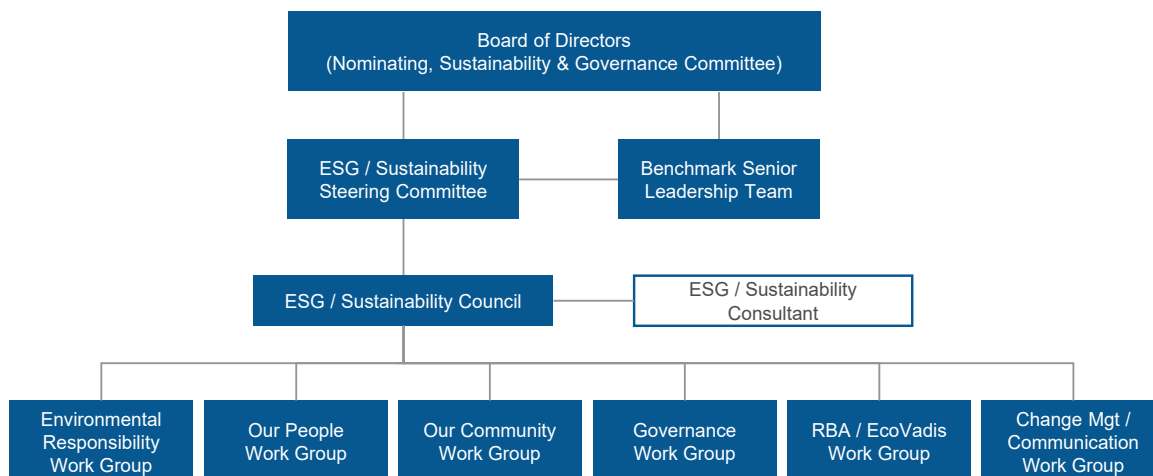 Board of Directors
(Nominating, Sustainability & Governance Committee)
ESG / Sustainability
Steering Committee
Benchmark Senior
Leadership Team
ESG / Sustainability Council
ESG / Sustainability
Consultant
Environmental
Responsibility
Work Group
Our People
Work Group
Our Community
Work Group
Governance
Work Group
RBA / EcoVadis
Work Group
Change Mgt /
Communication
Work Group